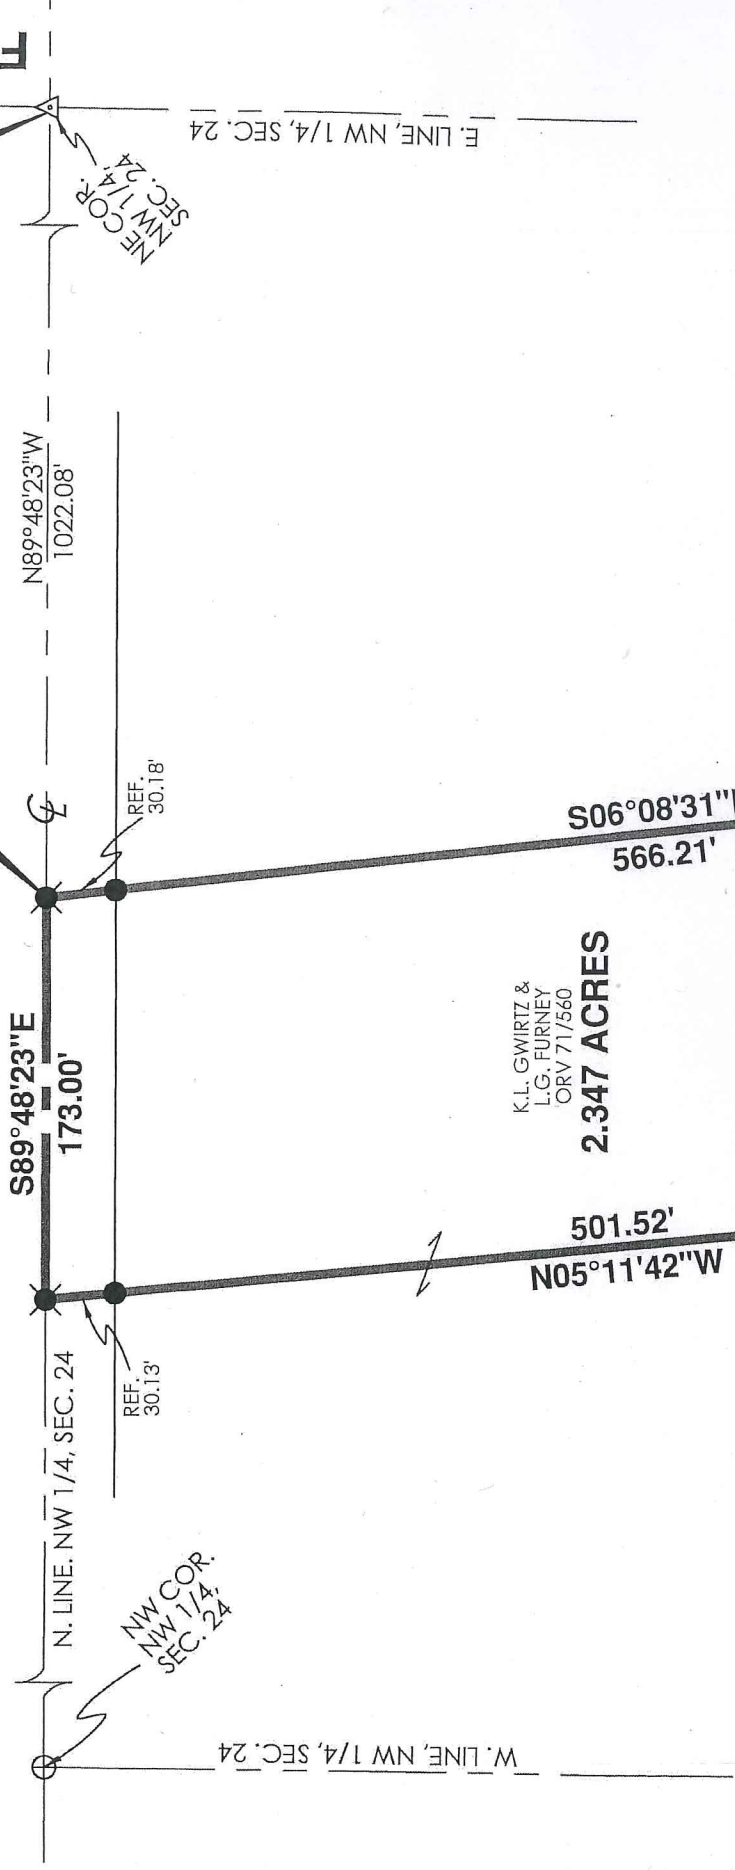 N89°48'23"W
1022.08'
NE COR.
NW 1/4,
SEC. 24
E. LINE, NW 1/4, SEC. 24
S89°48'23"E
173.00'
REF.
30.18'
S06°08'31"
566.21'
K.L. GWIRTZ &
L.G. FURNEY
ORV 71/560
2.347 ACRES
501.52'
N05°11'42"W
REF.
30.13'
N. LINE. NW 1/4, SEC. 24
NW COR.
NW 1/4,
SEC. 24
W. LINE, NW 1/4, SEC. 24